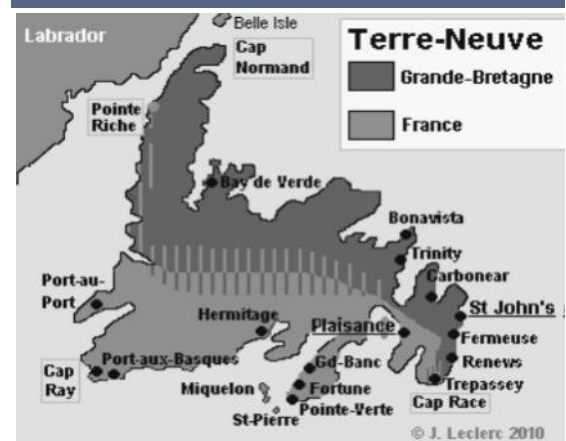 Labrador
Belle Isle
Cap
Normand
Terre-Neuve
Grande-Bretagne
France
Pointe
Riche
Bay de Verde
Bonavista
Trinity
Carbonear
Port-au-
Port
Hermitage
Plaisance
St John's
Fermeuse
Renews
Trepassey
Cap Race
Cap
Ray
Port-aux-Basques
Gd-Banc
Fortune
Pointe-Verte
Miquelon
St-Pierre
© J. Leclerc 2010